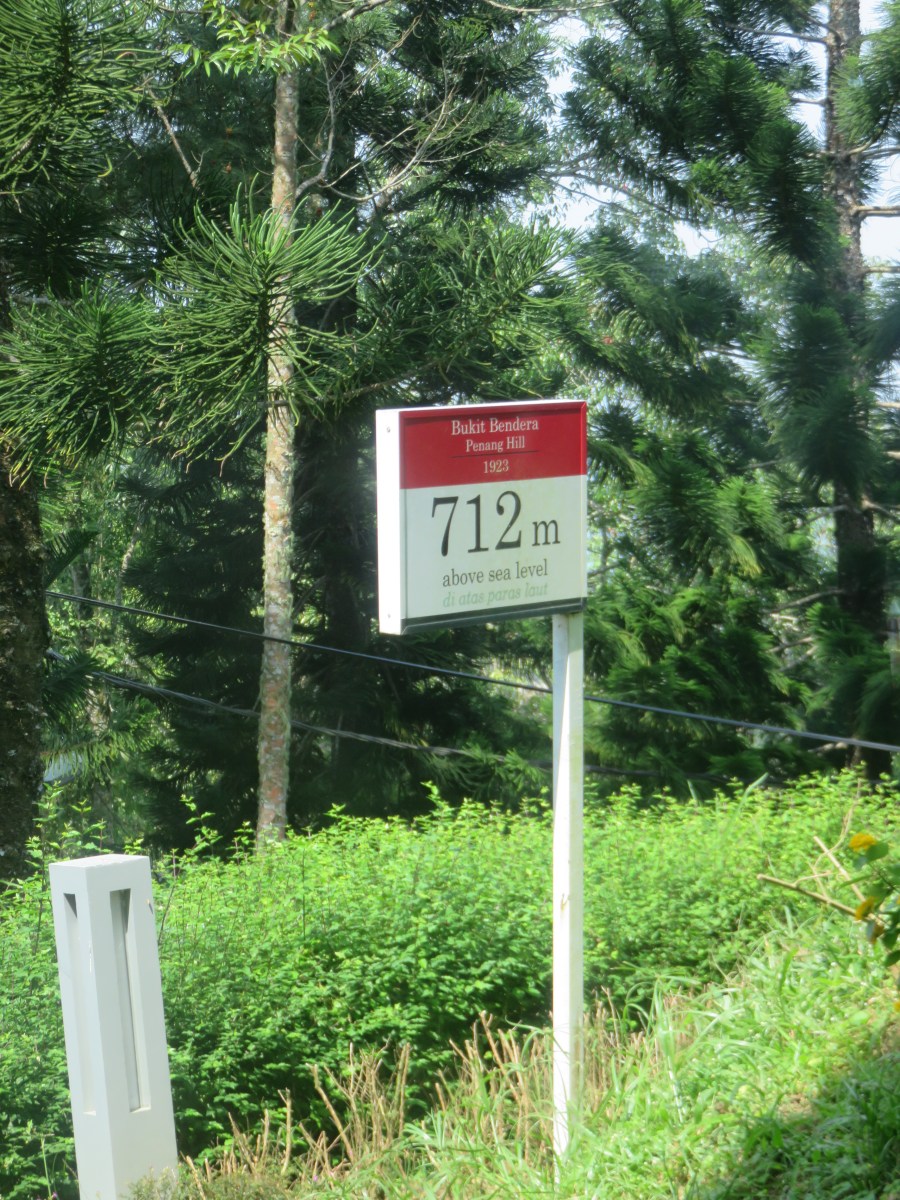 Bukit Bendera
Penang Hill
1923
712 m
above sea level
di atas paras laut